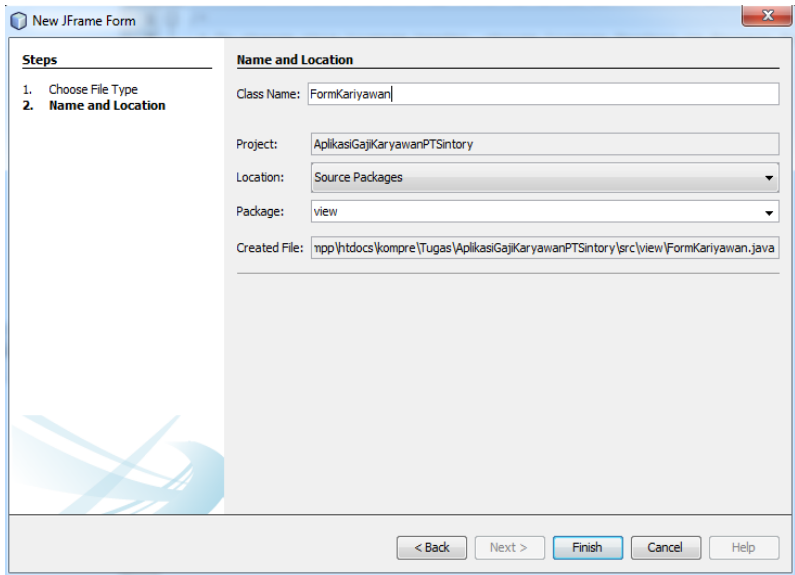 New JFrame Form
Steps
1. Choose File Type
2. Name and Location
Name and Location
Class Name: FormKariyawan
Project: AplikasiGajiKaryawanPTSintory
Location: Source Packages
Package: view
Created File: mpp\htdocs\kompre\Tugas\AplikasiGajiKaryawanPTSintory\src\view\FormKariyawan.java
< Back Next > Finish Cancel Help